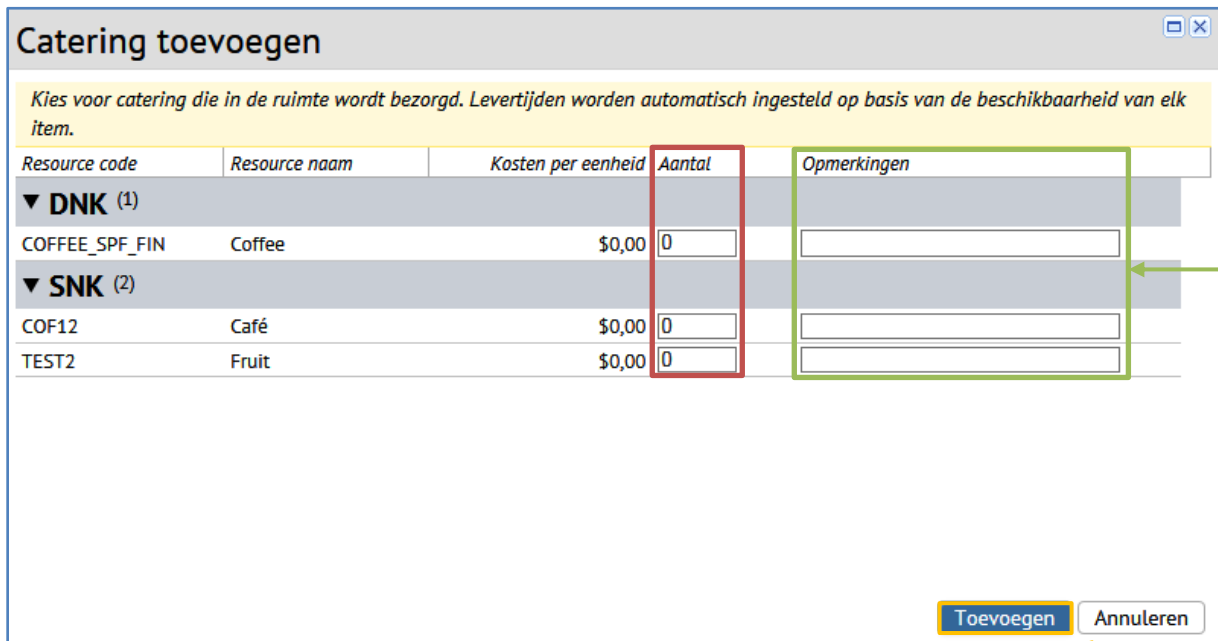 Catering toevoegen
Kies voor catering die in de ruimte wordt bezorgd. Levertijden worden automatisch ingesteld op basis van de beschikbaarheid van elk
item.
Resource code Resource naam Kosten per eenheid Aantal Opmerkingen
▼ DNK (1)
COFFEE_SPF_FIN Coffee $0,00 0
▼ SNK (2)
COF12 Café $0,00 0
TEST2 Fruit $0,00 0
Toevoegen Annuleren